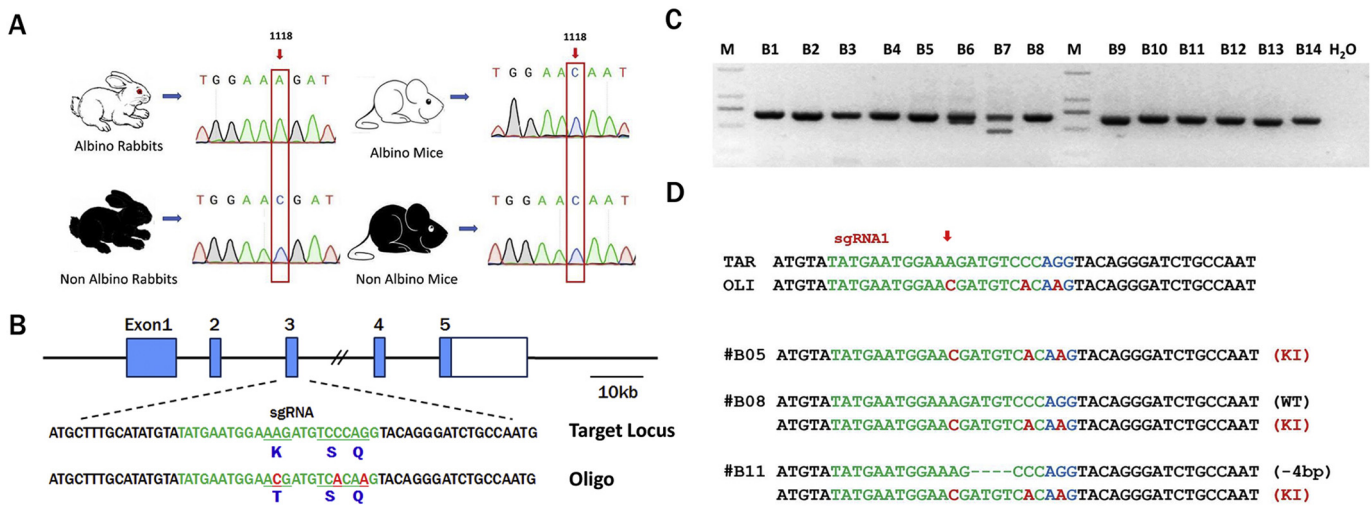 A
1118
1118
T G G A A A G A T
T G G A A C A A T
Albino Rabbits
Albino Mice
T G G A A C G A T
T G G A A C A A T
Non Albino Rabbits
Non Albino Mice
B
Exon1 2 3 4 5
10kb
sgRNA
ATGCTTTGCATATGTATATGAATGGAAAGATGTCCCAGGTACAGGGATCTGCCAATG Target Locus
K S Q
ATGCTTTGCATATGTATATGAATGGAACGATGTCACAAGTACAGGGATCTGCCAATG Oligo
T S Q
C
M B1 B2 B3 B4 B5 B6 B7 B8 M B9 B10 B11 B12 B13 B14 H2O
D
sgRNA1
TAR ATGTATATGAATGGAAAGATGTCCCAGGTACAGGGATCTGCCAAT
OLI ATGTATATGAATGGAACGATGTCACAAGTACAGGGATCTGCCAAT
#B05 ATGTATATGAATGGAACGATGTCACAAGTACAGGGATCTGCCAAT (KI)
#B08 ATGTATATGAATGGAAAGATGTCCCAGGTACAGGGATCTGCCAAT (WT)
ATGTATATGAATGGAACGATGTCACAAGTACAGGGATCTGCCAAT (KI)
#B11 ATGTATATGAATGGAAAG----CCCAGGTACAGGGATCTGCCAAT (-4bp)
ATGTATATGAATGGAACGATGTCACAAGTACAGGGATCTGCCAAT (KI)